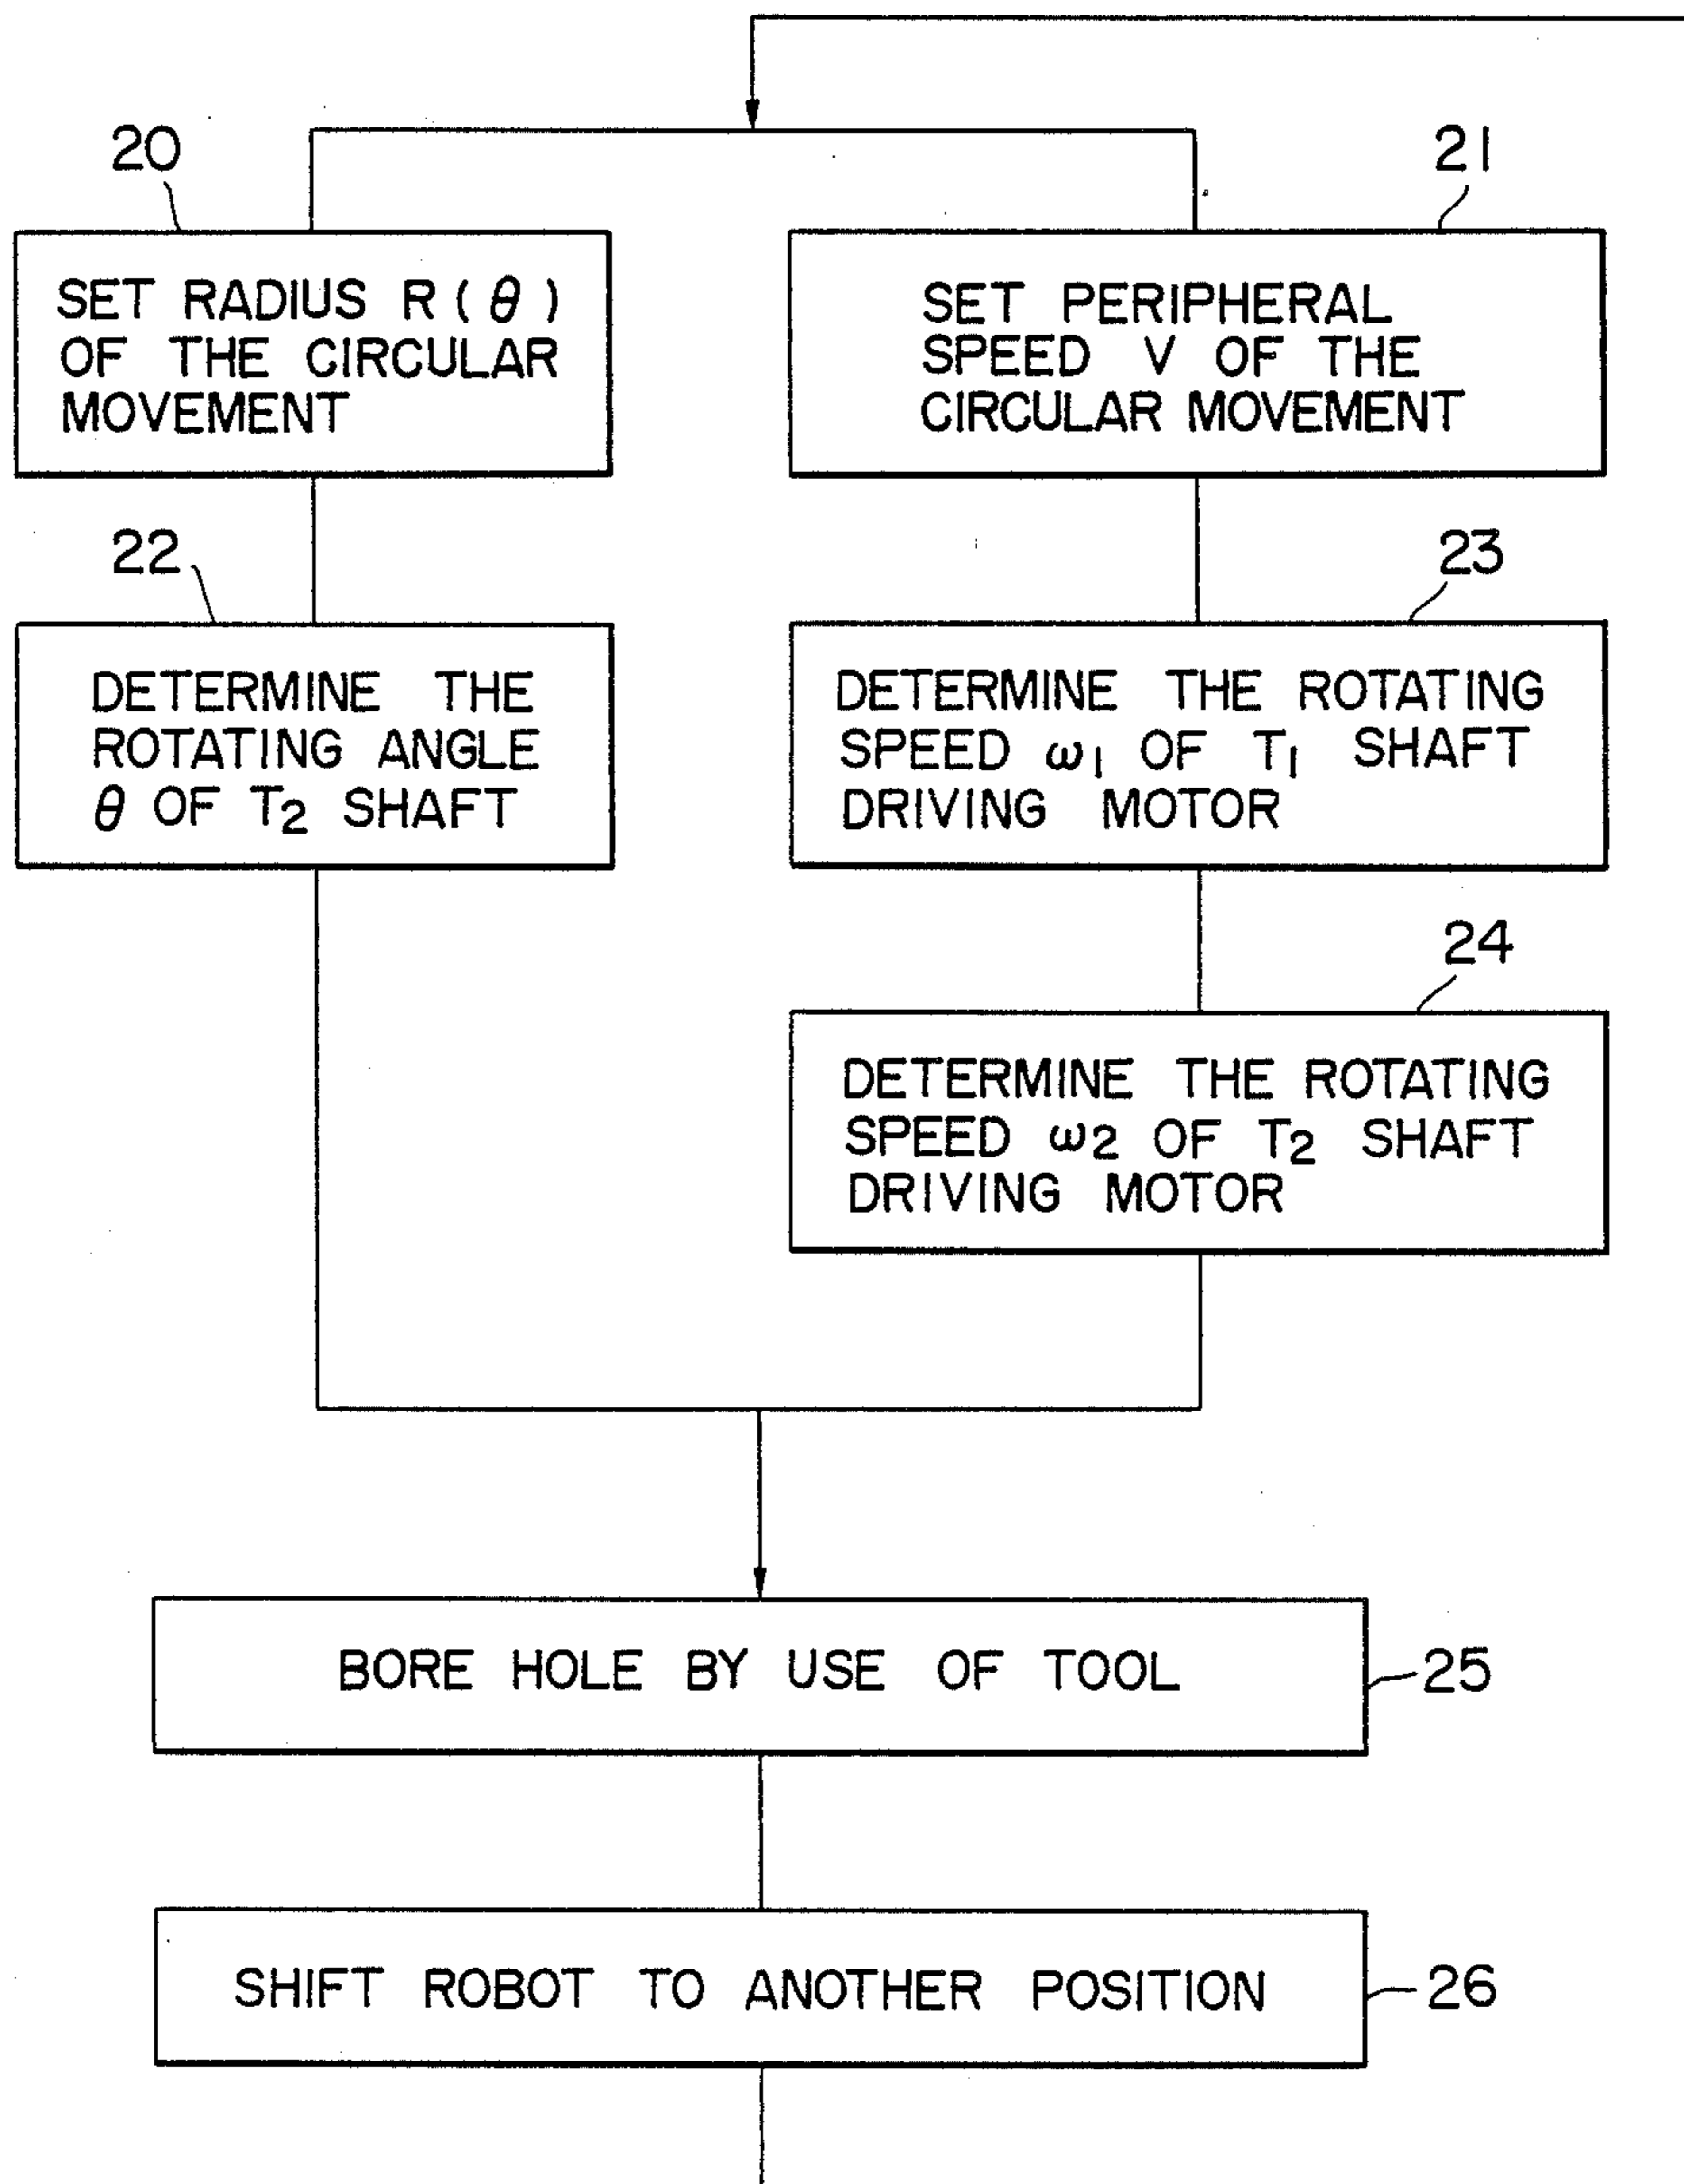 20
21
SET RADIUS R (θ)
OF THE CIRCULAR
MOVEMENT
SET PERIPHERAL
SPEED V OF THE
CIRCULAR MOVEMENT
22
23
DETERMINE THE
ROTATING ANGLE
θ OF T2 SHAFT
DETERMINE THE ROTATING
SPEED ω1 OF T1 SHAFT
DRIVING MOTOR
24
DETERMINE THE ROTATING
SPEED ω2 OF T2 SHAFT
DRIVING MOTOR
BORE HOLE BY USE OF TOOL
25
SHIFT ROBOT TO ANOTHER POSITION
26